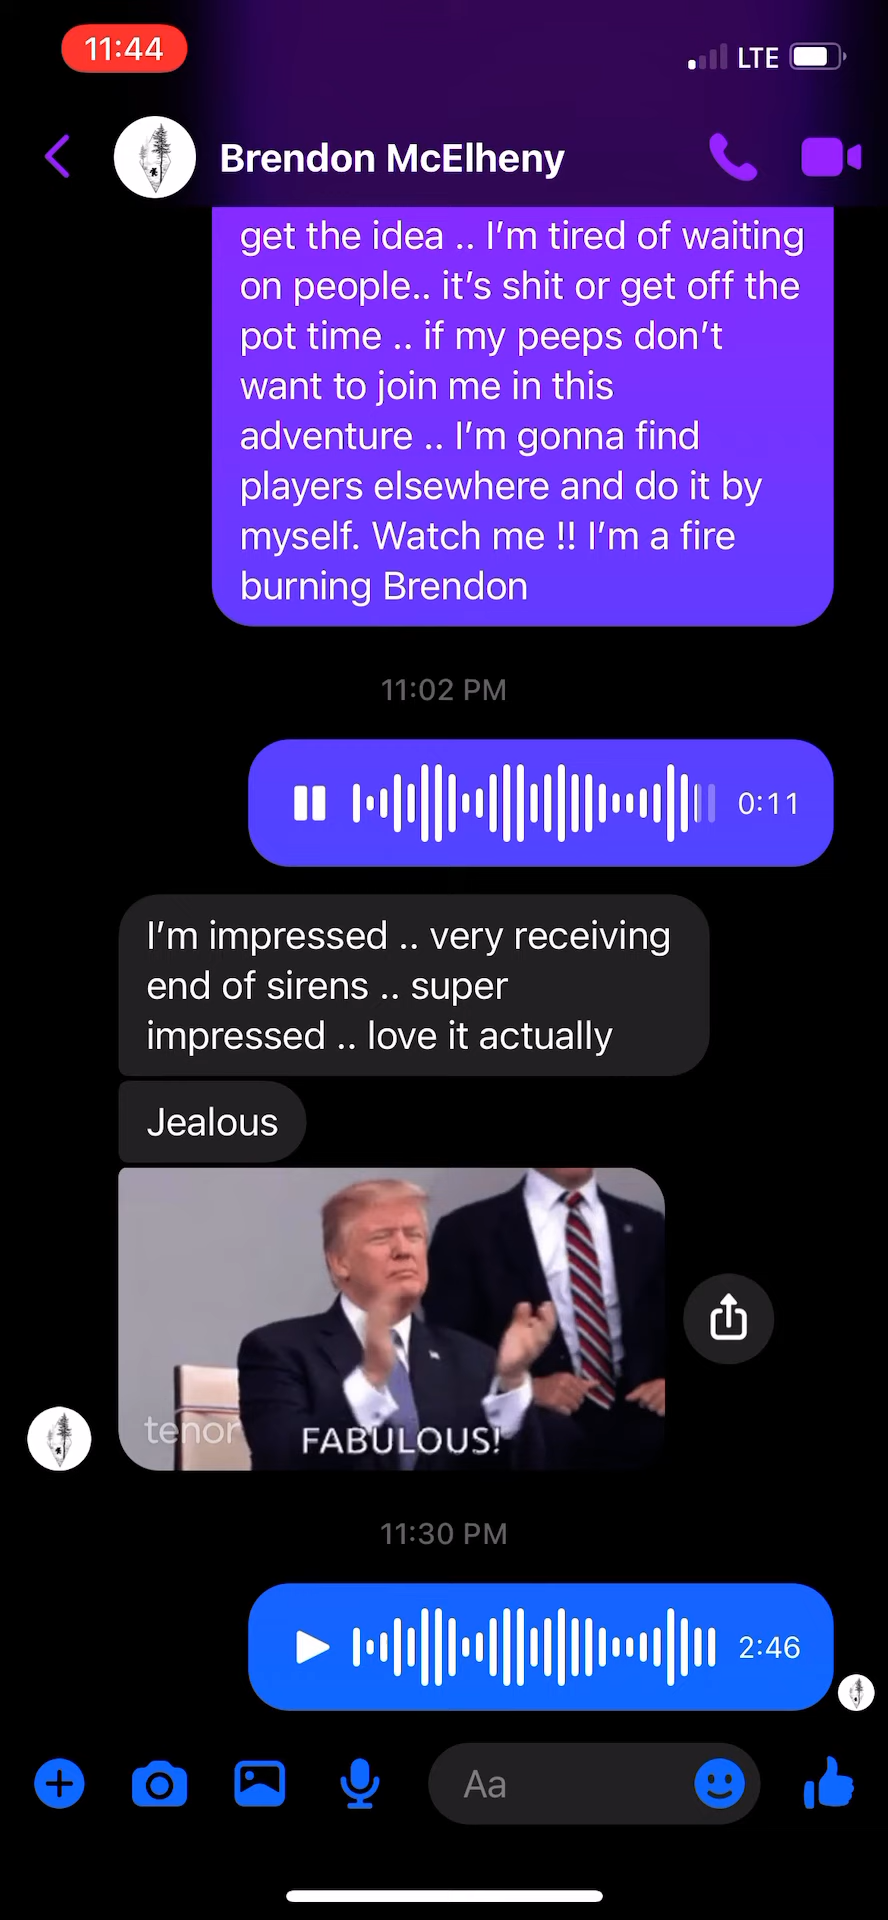 11:44
LTE
Brendon McElheny
get the idea .. I'm tired of waiting
on people.. it's shit or get off the
pot time .. if my peeps don't
want to join me in this
adventure .. I'm gonna find
players elsewhere and do it by
myself. Watch me !! I'm a fire
burning Brendon
11:02 PM
0:11
I'm impressed .. very receiving
end of sirens .. super
impressed .. love it actually
Jealous
tenor
FABULOUS!
11:30 PM
2:46
Aa